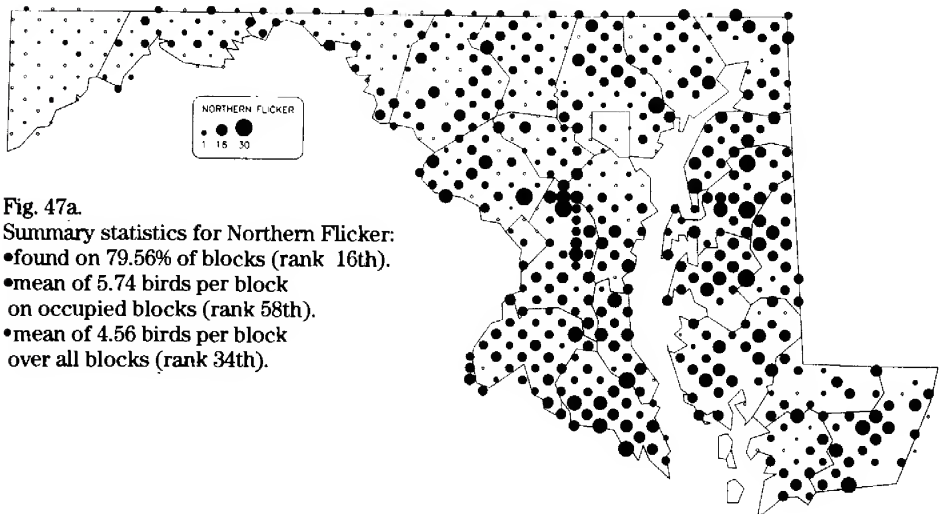 NORTHERN FLICKER
1 15 30
Fig. 47a.
Summary statistics for Northern Flicker:
•found on 79.56% of blocks (rank 16th).
•mean of 5.74 birds per block
on occupied blocks (rank 58th).
•mean of 4.56 birds per block
over all blocks (rank 34th).